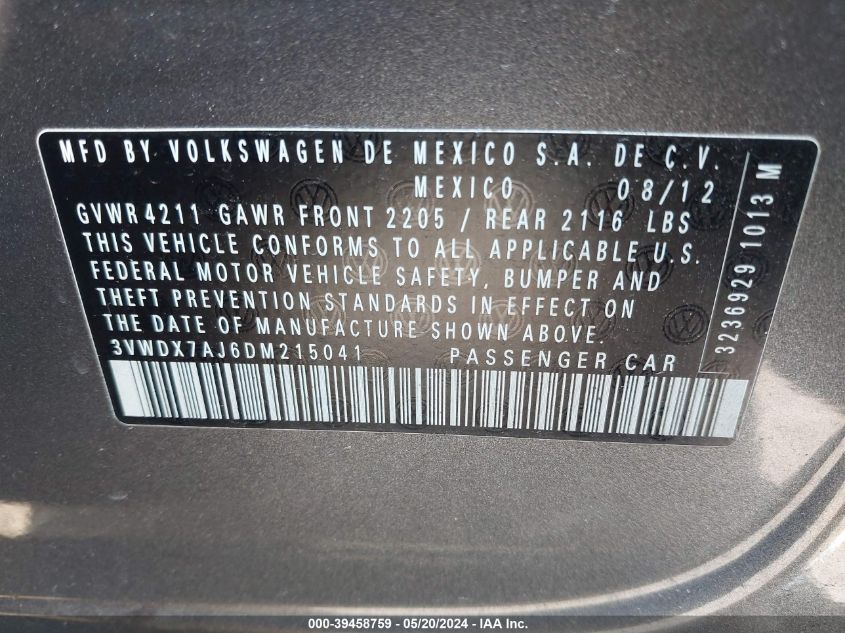 MFD BY VOLKSWAGEN DE MEXICO S.A. DE C.V.
MEXICO 08/12
GVWR 4211 GAWR FRONT 2205 / REAR 2116 LBS
THIS VEHICLE CONFORMS TO ALL APPLICABLE U.S.
FEDERAL MOTOR VEHICLE SAFETY, BUMPER AND
THEFT PREVENTION STANDARDS IN EFFECT ON
THE DATE OF MANUFACTURE SHOWN ABOVE.
3VWDX7AJ6DM215041 PASSENGER CAR
3236929 1013 M
000-39458759 - 05/20/2024 - IAA Inc.